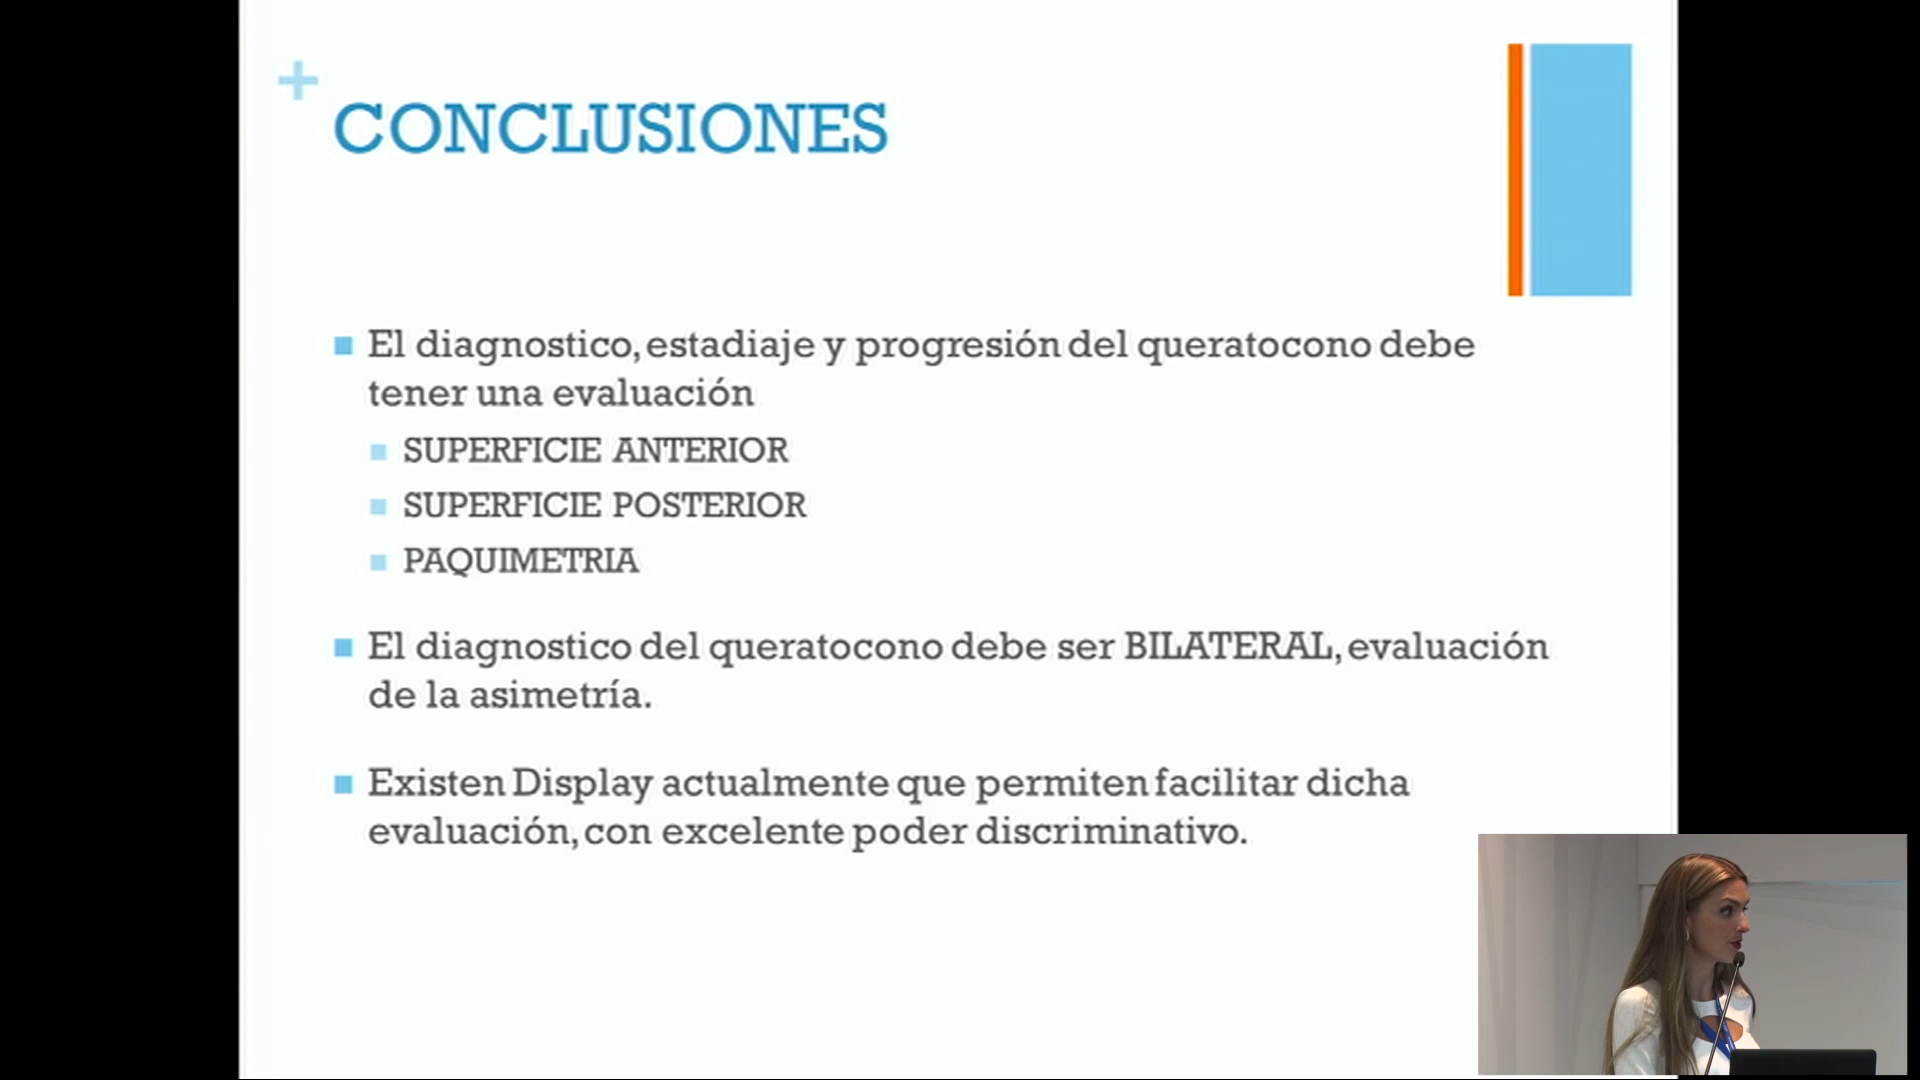 CONCLUSIONES
El diagnostico, estadiaje y progresión del queratocono debe
tener una evaluación
SUPERFICIE ANTERIOR
SUPERFICIE POSTERIOR
PAQUIMETRIA
El diagnostico del queratocono debe ser BILATERAL, evaluación
de la asimetría.
Existen Display actualmente que permiten facilitar dicha
evaluación, con excelente poder discriminativo.